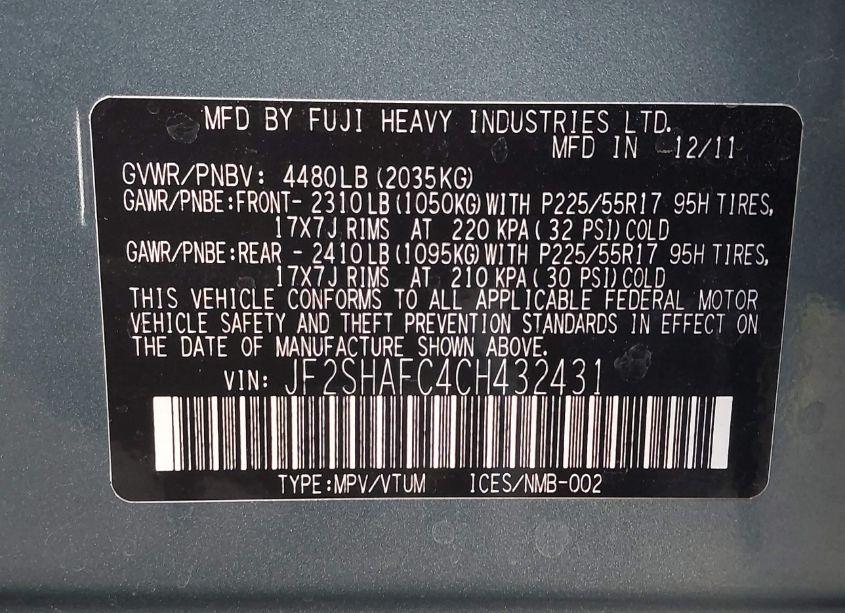 MFD BY FUJI HEAVY INDUSTRIES LTD.
MFD IN 12/11
GVWR/PNBV: 4480LB (2035KG)
GAWR/PNBE:FRONT- 2310LB (1050KG) WITH P225/55R17 95H TIRES,
17X7J RIMS AT 220 KPA ( 32 PSI) COLD
GAWR/PNBE:REAR - 2410LB (1095KG) WITH P225/55R17 95H TIRES,
17X7J RIMS AT 210 KPA ( 30 PSI) COLD
THIS VEHICLE CONFORMS TO ALL APPLICABLE FEDERAL MOTOR
VEHICLE SAFETY AND THEFT PREVENTION STANDARDS IN EFFECT ON
THE DATE OF MANUFACTURE SHOWN ABOVE.
VIN: JF2SHAFC4CH432431
TYPE:MPV/VTUM ICES/NMB-002